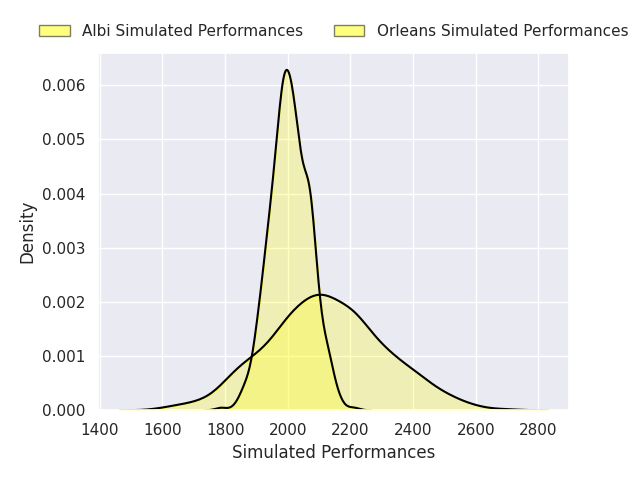 Albi Simulated Performances Orleans Simulated Performances
0.006
0.005
0.004
0.003
0.002
0.001
0.000
Density
1400 1600 1800 2000 2200 2400 2600 2800
Simulated Performances